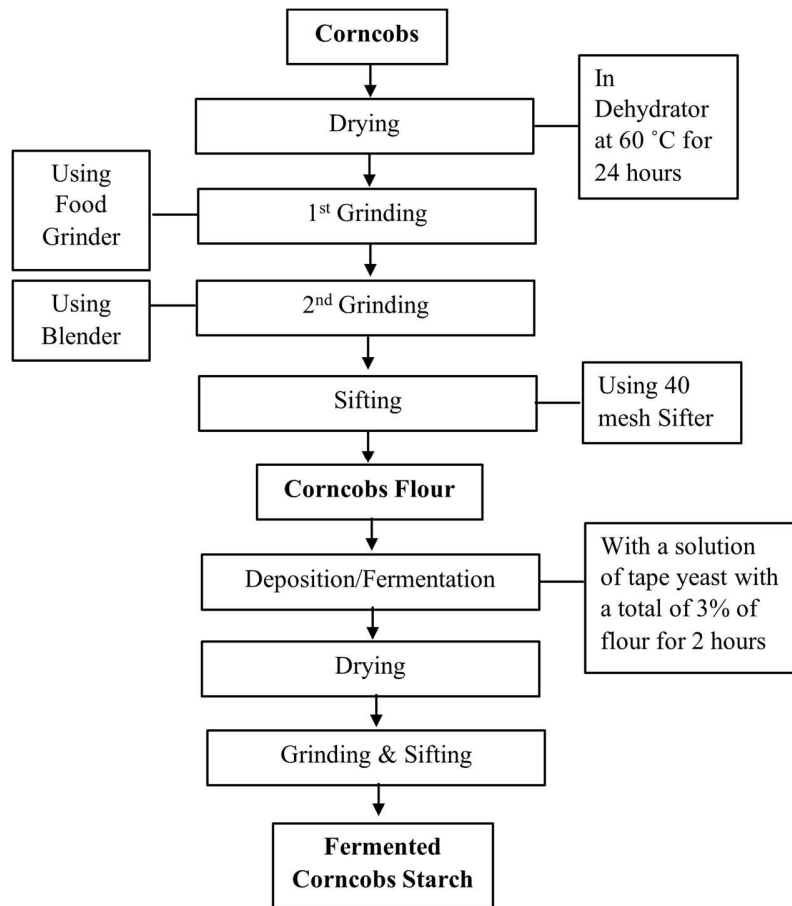 Corncobs
Drying
In
Dehydrator
at 60 ˚C for
24 hours
Using
Food
Grinder
1st Grinding
Using
Blender
2nd Grinding
Sifting
Using 40
mesh Sifter
Corncobs Flour
Deposition/Fermentation
With a solution
of tape yeast with
a total of 3% of
flour for 2 hours
Drying
Grinding & Sifting
Fermented
Corncobs Starch